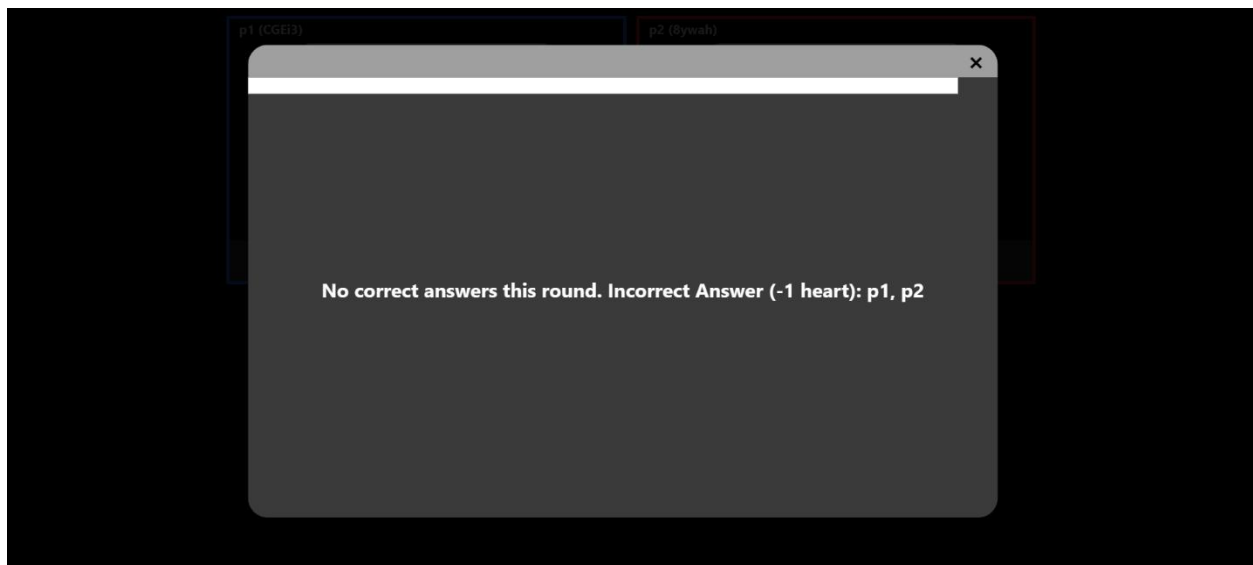 p1 (CGEi3)
p2 (8ywah)
×
No correct answers this round. Incorrect Answer (-1 heart): p1, p2